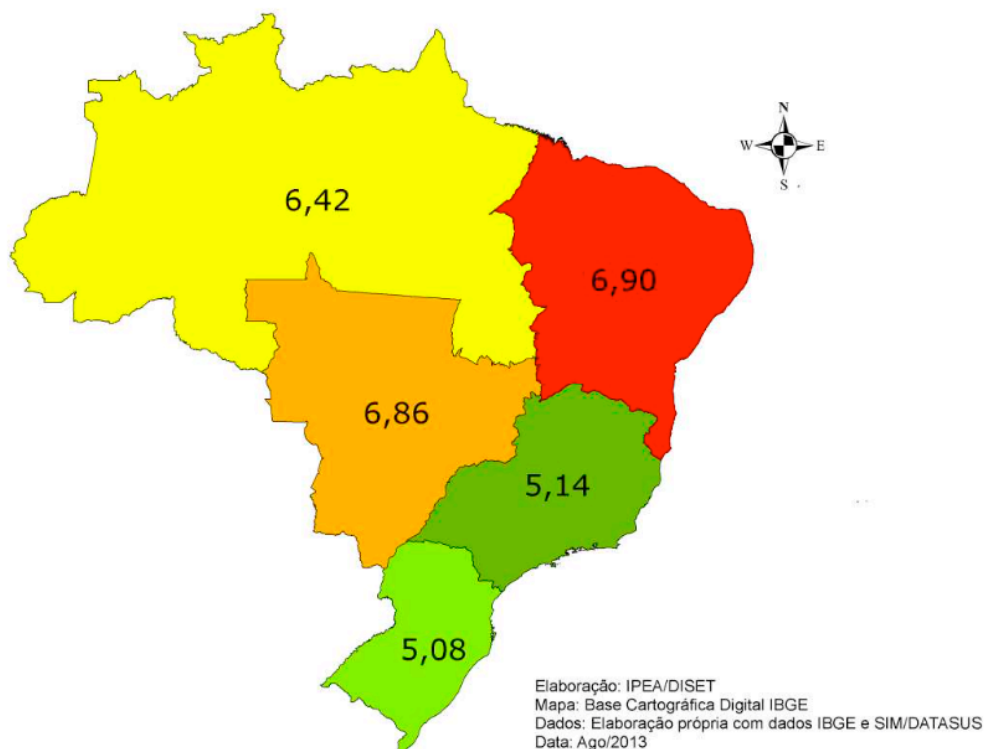 N
W E
S
6,42
6,90
6,86
5,14
5,08
Elaboração: IPEA/DISET
Mapa: Base Cartográfica Digital IBGE
Dados: Elaboração própria com dados IBGE e SIM/DATASUS
Data: Ago/2013